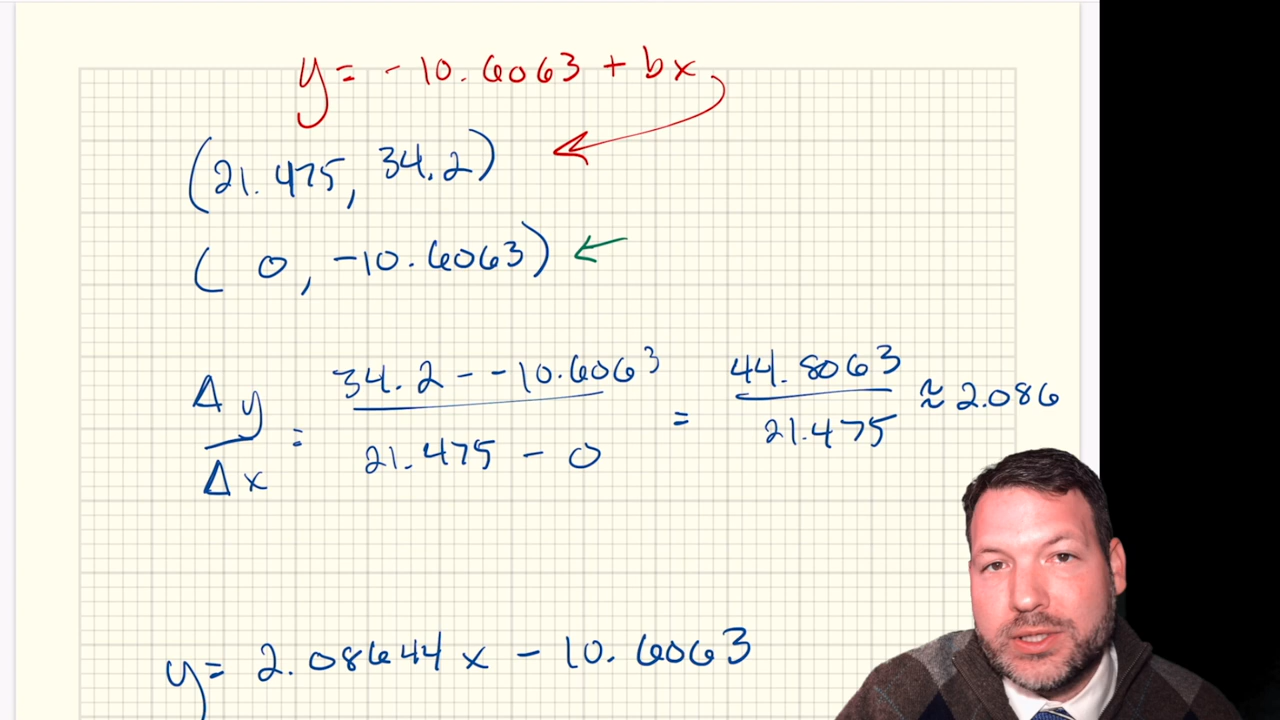 y = -10.6063 + bx
(21.475, 34.2)
( 0, -10.6063)
Δy/Δx = (34.2 - -10.6063)/(21.475 - 0) = 44.8063/21.475 ≈ 2.086
y = 2.08644x - 10.6063